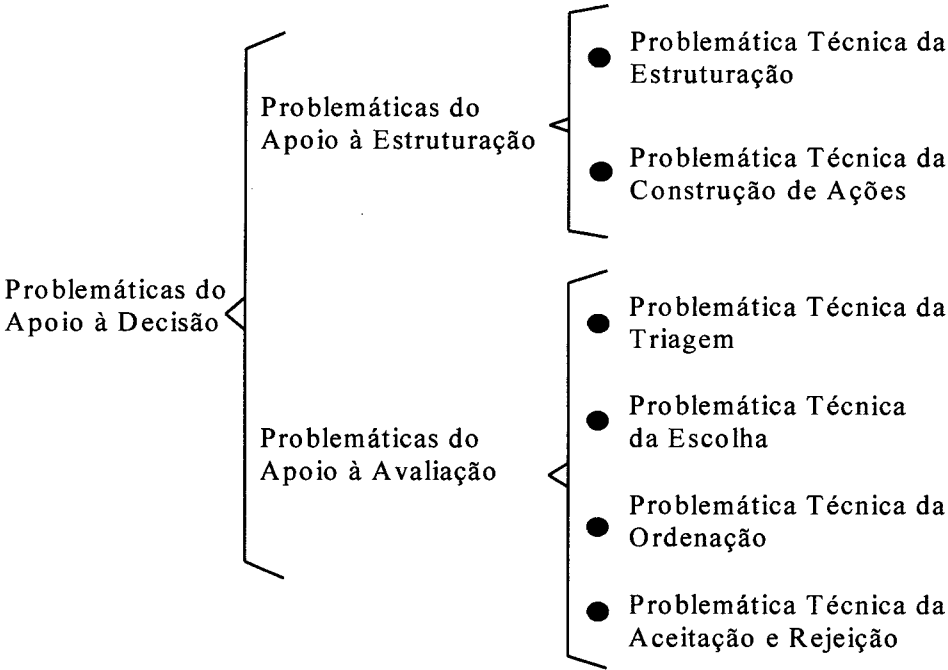 Problemáticas do
Apoio à Decisão
Problemáticas do
Apoio à Estruturação
Problemática Técnica da
Estruturação
Problemática Técnica da
Construção de Ações
Problemáticas do
Apoio à Avaliação
Problemática Técnica da
Triagem
Problemática Técnica
da Escolha
Problemática Técnica da
Ordenação
Problemática Técnica da
Aceitação e Rejeição